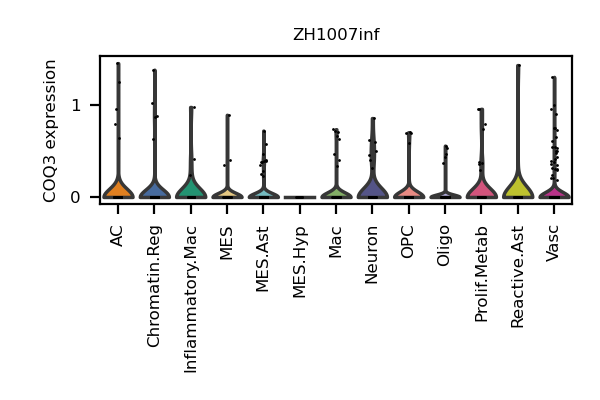 ZH1007inf
COQ3 expression
1
0
AC
Chromatin.Reg
Inflammatory.Mac
MES
MES.Ast
MES.Hyp
Mac
Neuron
OPC
Oligo
Prolif.Metab
Reactive.Ast
Vasc